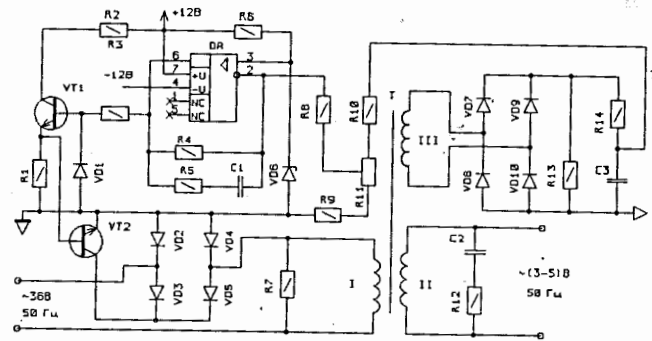 R2
R3
+12В
R6
DA
6
7
4
1
5
+U
-U
NC
NC
3
2
-12В
VT1
R4
R5
C1
R1
VD1
VD6
R8
R10
R11
R9
I
III
VD7
VD9
VD8
VD10
R13
R14
C3
VT2
VD2
VD4
VD3
VD5
R7
I
II
C2
R12
~36В
50 Гц
~(3-5)В
50 Гц